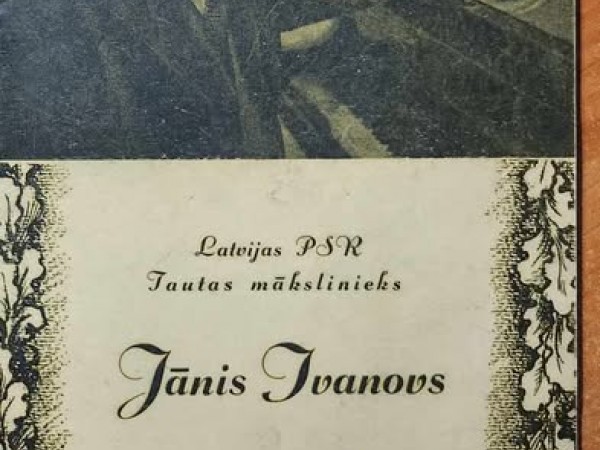 Latvijas PSR
Tautas mākslinieks
Jānis Ivanovs